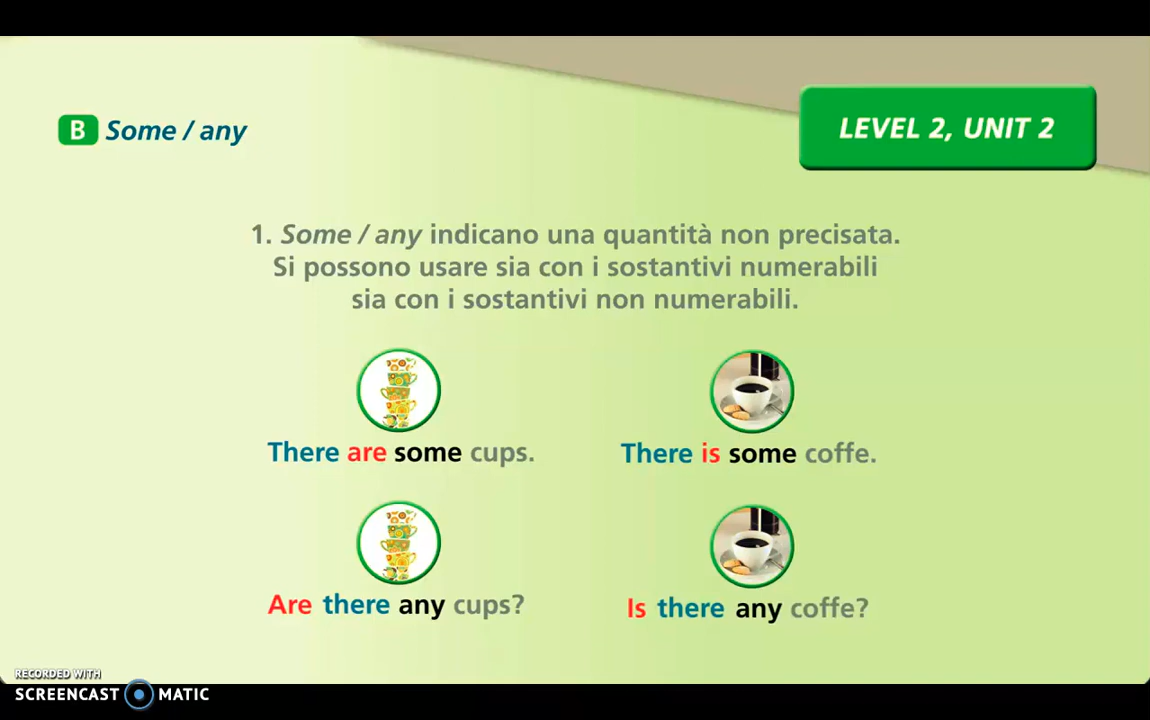 B Some / any
LEVEL 2, UNIT 2
1. Some / any indicano una quantità non precisata.
Si possono usare sia con i sostantivi numerabili
sia con i sostantivi non numerabili.
There are some cups.
There is some coffe.
Are there any cups?
Is there any coffe?
RECORDED WITH
SCREENCAST MATIC